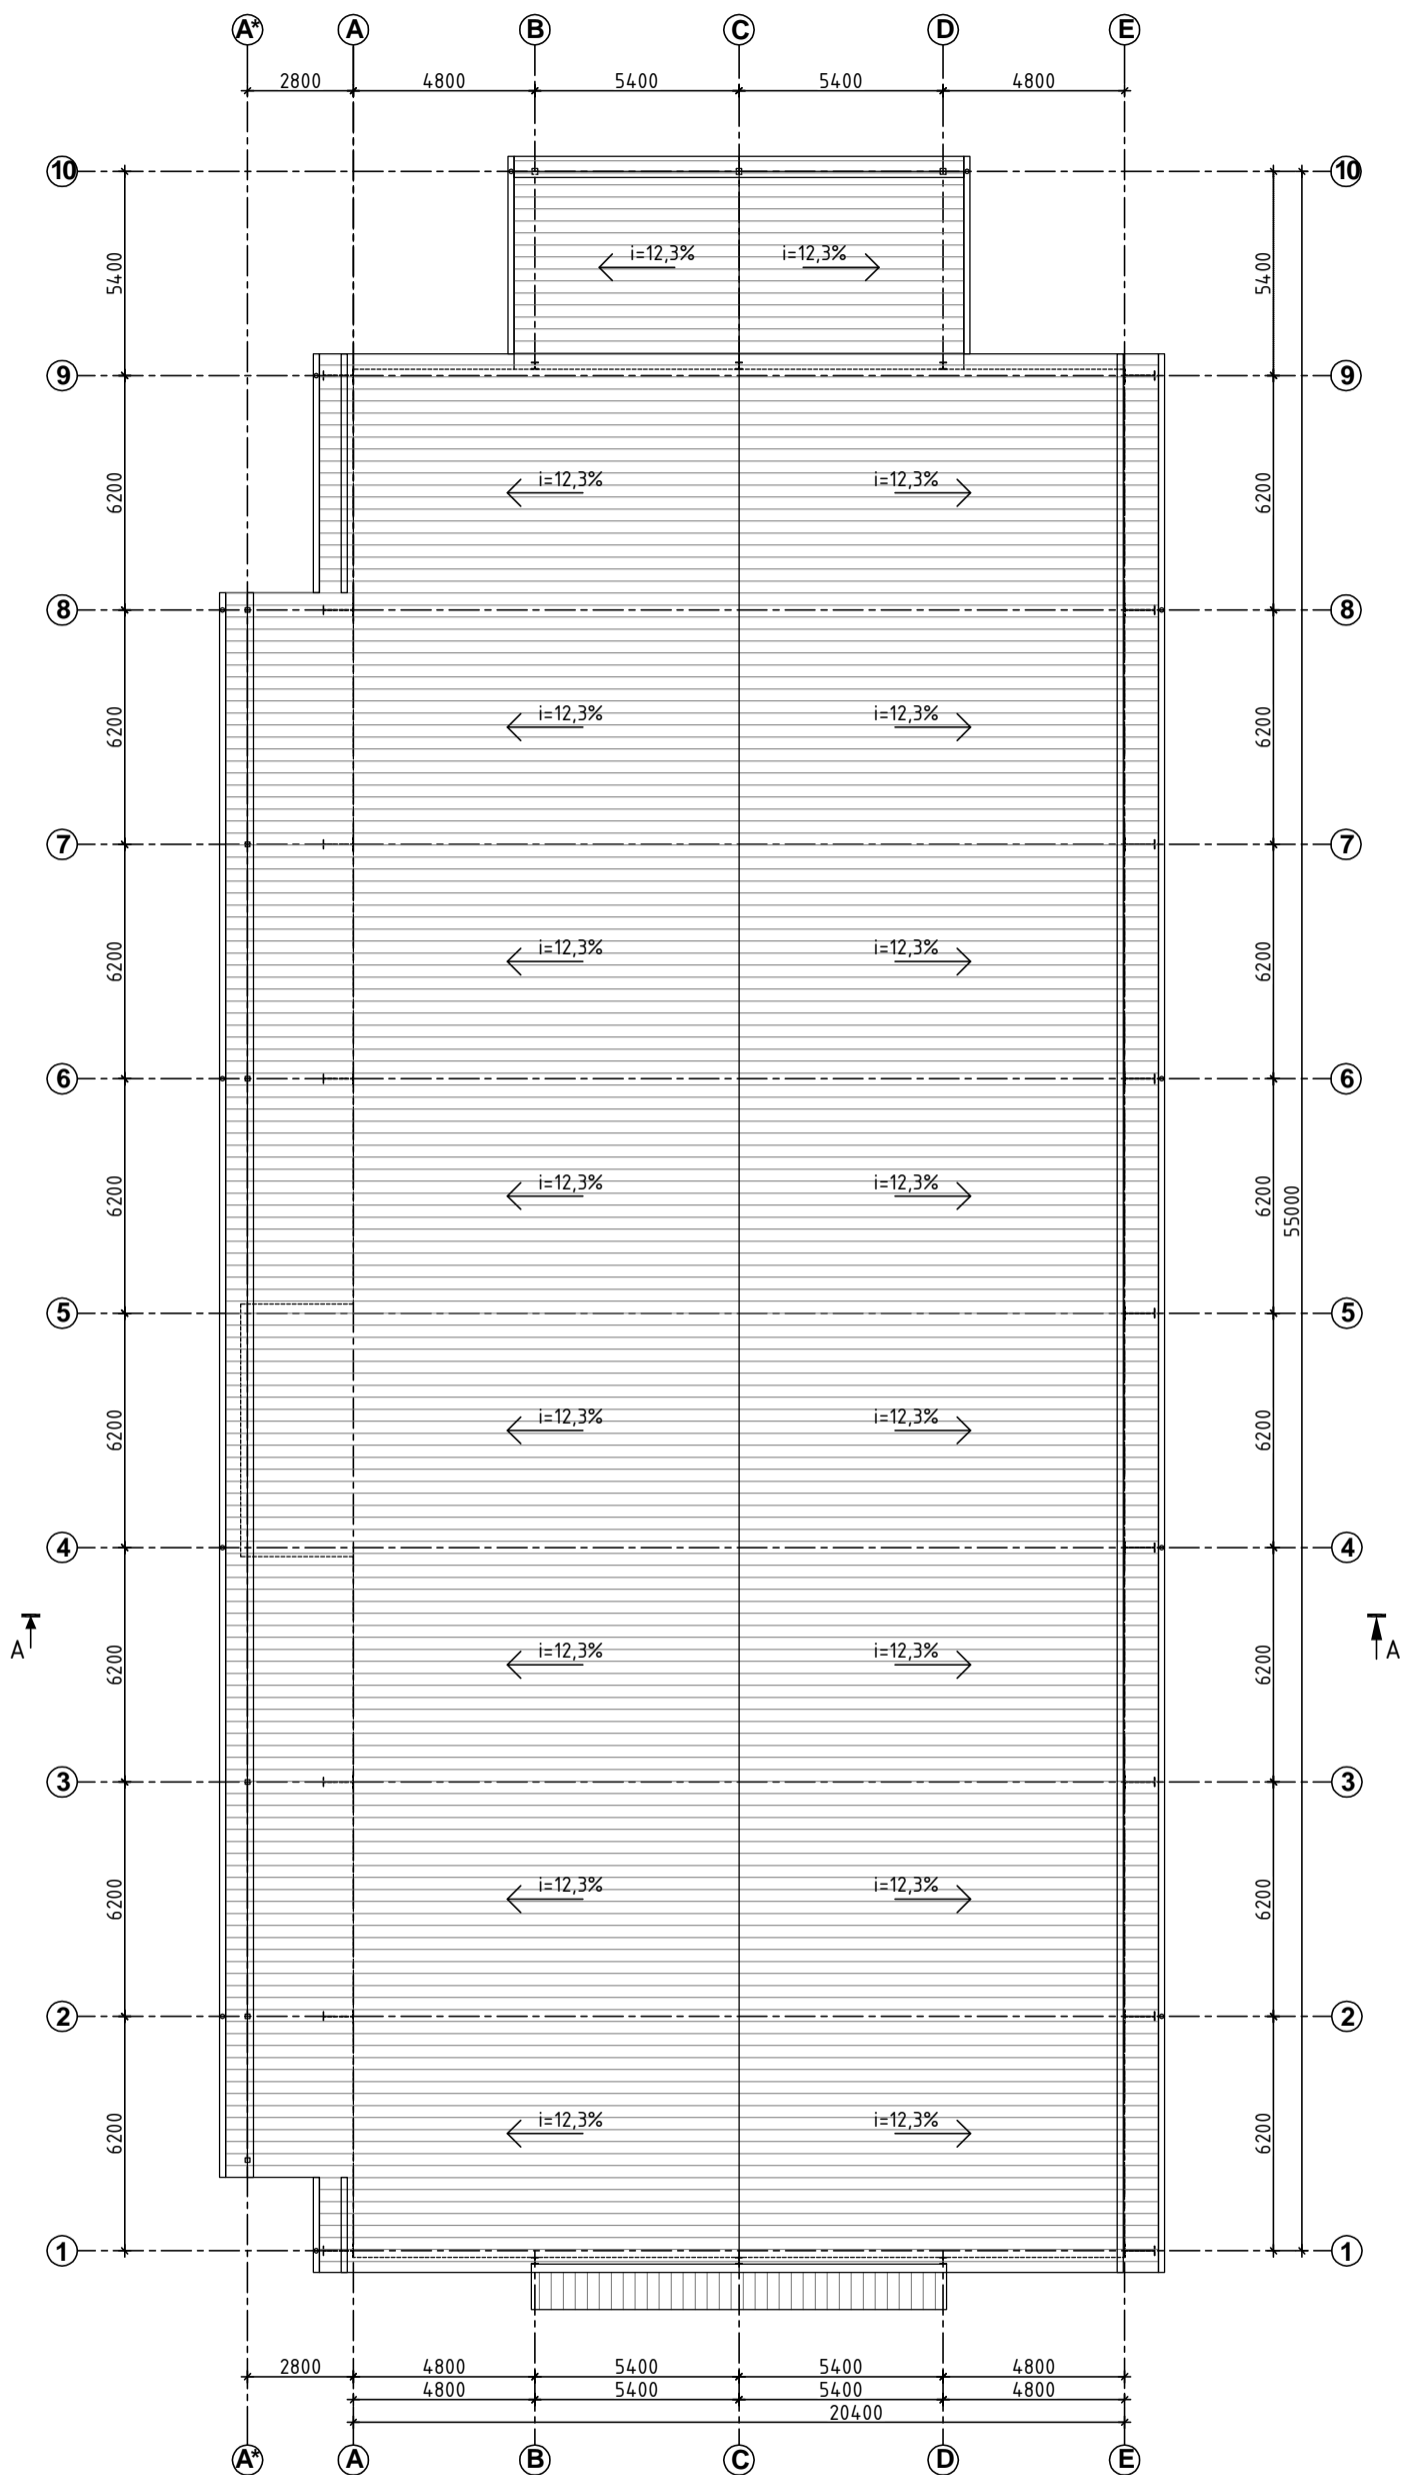 A* A B C D E
2800 4800 5400 5400 4800
10 10
5400 i=12,3% i=12,3% 5400
9 9
6200 i=12,3% i=12,3% 6200
8 8
6200 i=12,3% i=12,3% 6200
7 7
6200 i=12,3% i=12,3% 6200
6 6
6200 i=12,3% i=12,3% 6200 55000
5 5
6200 i=12,3% i=12,3% 6200
4 4
A A
6200 i=12,3% i=12,3% 6200
3 3
6200 i=12,3% i=12,3% 6200
2 2
6200 i=12,3% i=12,3% 6200
1 1
2800 4800 5400 5400 4800
4800 5400 5400 4800
20400
A* A B C D E